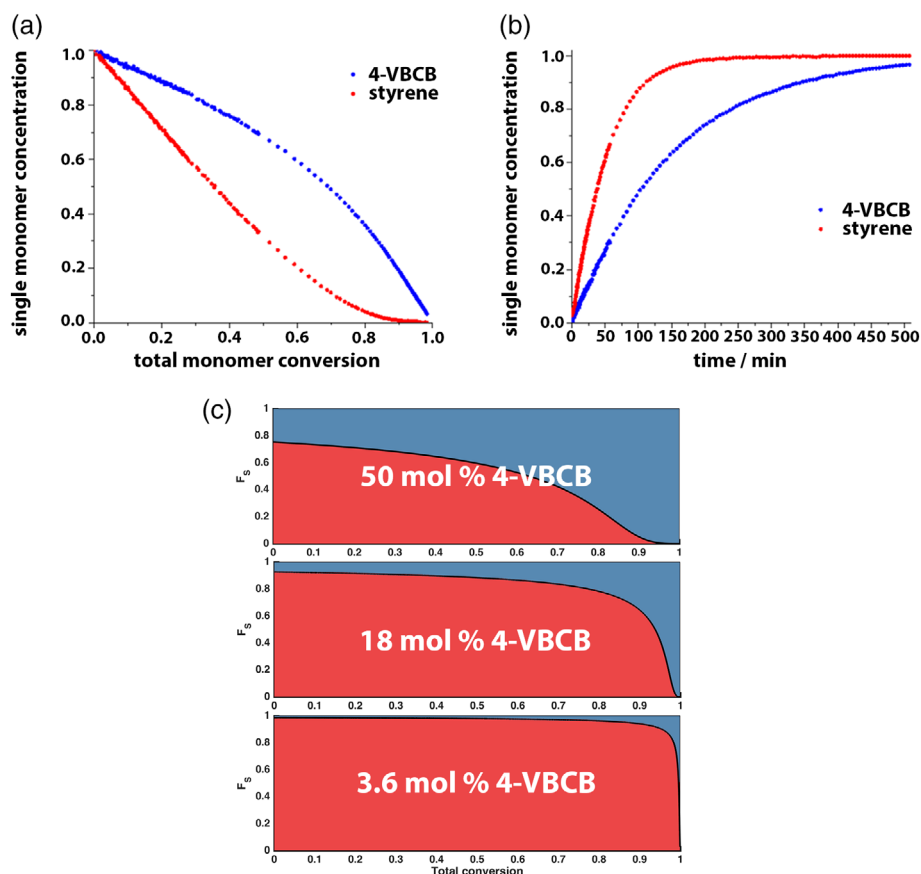 (a)
single monomer concentration
1.0
0.8
0.6
0.4
0.2
0.0
1.0
4-VBCB
styrene
0.0 0.2 0.4 0.6 0.8 1.0
total monomer conversion
(b)
single monomer concentration
1.0
0.8
0.6
0.4
0.2
0.0
4-VBCB
styrene
0 50 100 150 200 250 300 350 400 450 500
time / min
(c)
1
0.8
0.6
0.4
0.2
0
F_S
50 mol % 4-VBCB
0 0.1 0.2 0.3 0.4 0.5 0.6 0.7 0.8 0.9 1
1
0.8
0.6
0.4
0.2
0
F_S
18 mol % 4-VBCB
0 0.1 0.2 0.3 0.4 0.5 0.6 0.7 0.8 0.9 1
1
0.8
0.6
0.4
0.2
0
F_S
3.6 mol % 4-VBCB
0 0.1 0.2 0.3 0.4 0.5 0.6 0.7 0.8 0.9 1
Total conversion